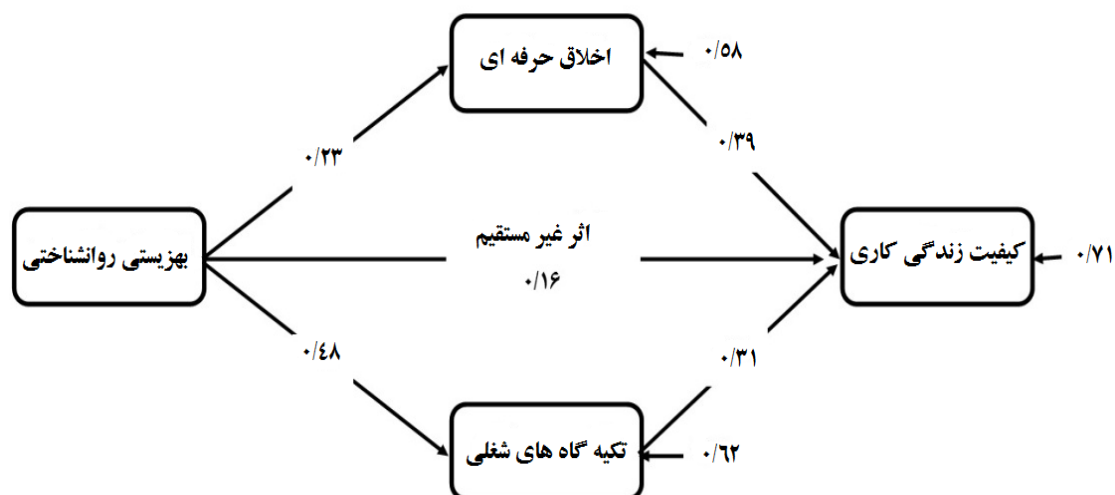 اخلاق حرفه ای
۰/۵۸
۰/۲۳
۰/۳۹
بهزیستی روانشناختی
اثر غیر مستقیم
۰/۱۶
کیفیت زندگی کاری
۰/۷۱
۰/٤۸
۰/۳۱
تکیه گاه های شغلی
۰/۶۲